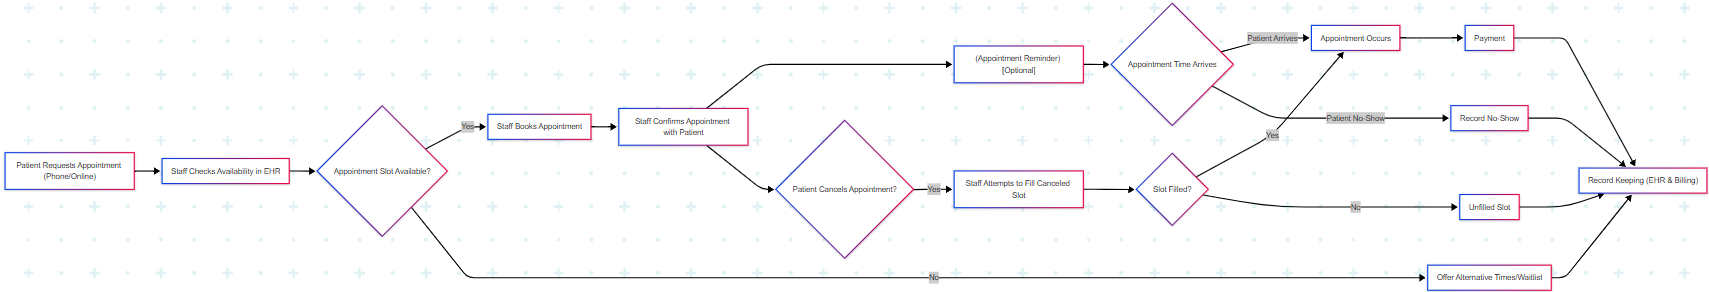 Patient Requests Appointment
(Phone/Online)
Staff Checks Availability in EHR
Appointment Slot Available?
Yes
Staff Books Appointment
Staff Confirms Appointment
with Patient
(Appointment Reminder)
[Optional]
Appointment Time Arrives
Patient Arrives
Appointment Occurs
Payment
Patient No-Show
Record No-Show
Patient Cancels Appointment?
Yes
Staff Attempts to Fill Canceled
Slot
Slot Filled?
Yes
No
Unfilled Slot
No
Offer Alternative Times/Waitlist
Record Keeping (EHR & Billing)